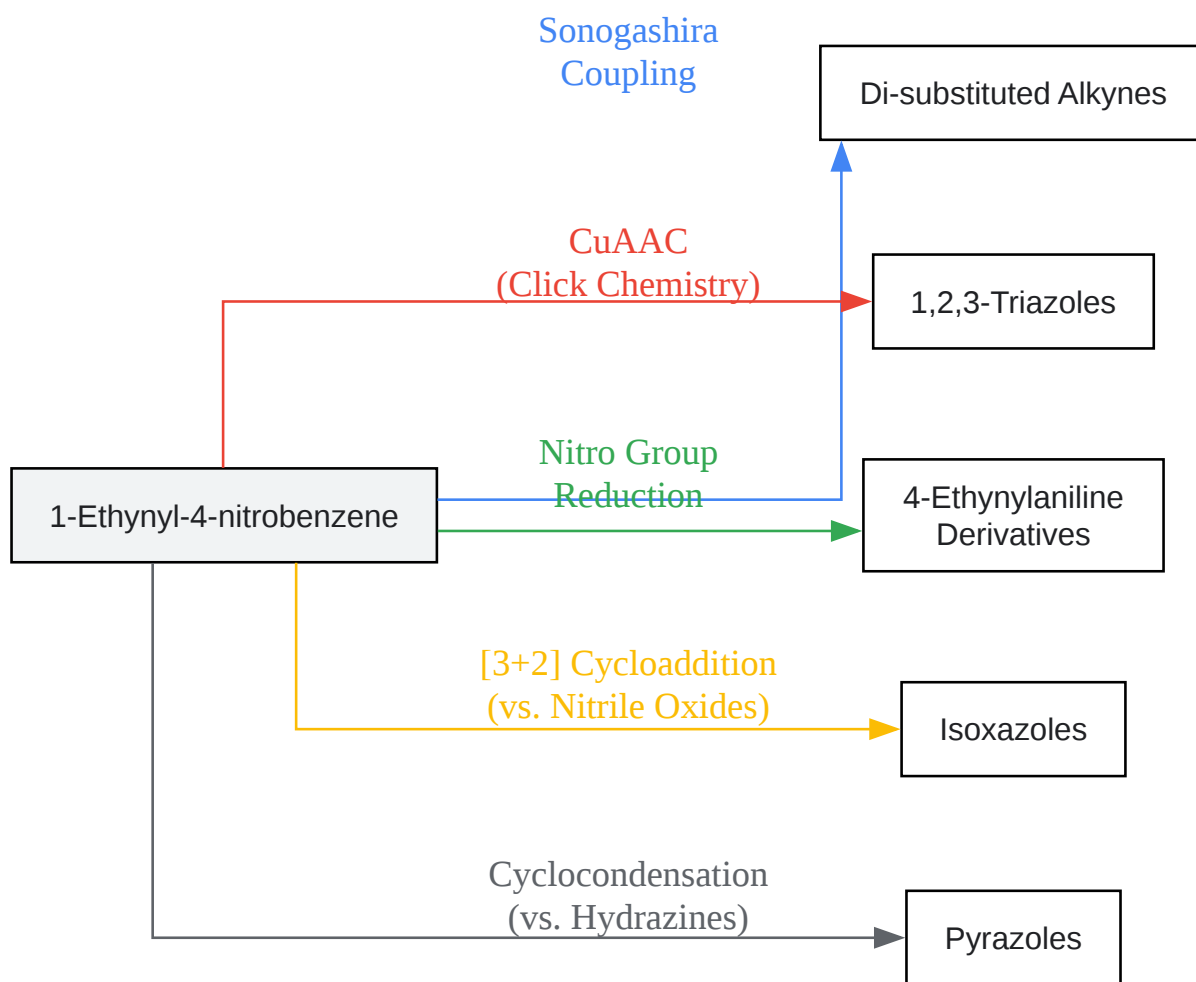 Sonogashira
Coupling
Di-substituted Alkynes
CuAAC
(Click Chemistry)
1,2,3-Triazoles
Nitro Group
Reduction
1-Ethynyl-4-nitrobenzene
4-Ethynylaniline
Derivatives
[3+2] Cycloaddition
(vs. Nitrile Oxides)
Isoxazoles
Cyclocondensation
(vs. Hydrazines)
Pyrazoles